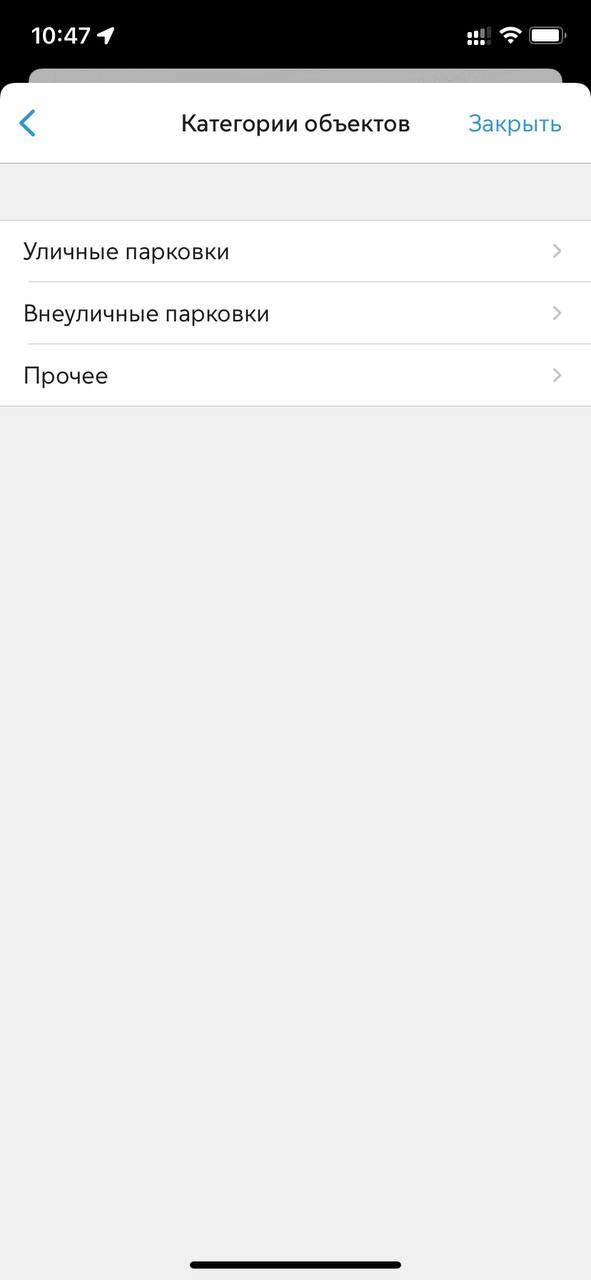 10:47
Категории объектов
Закрыть
Уличные парковки
Внеуличные парковки
Прочее